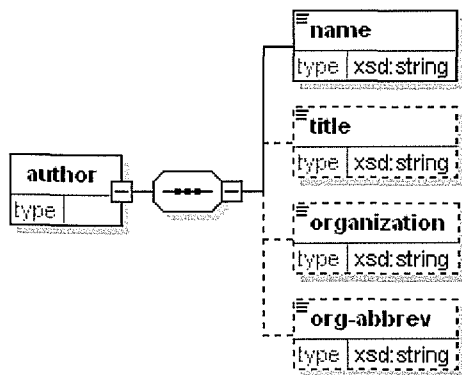 name
type xsd:string
title
type xsd:string
author
type
organization
type xsd:string
org-abbrev
type xsd:string